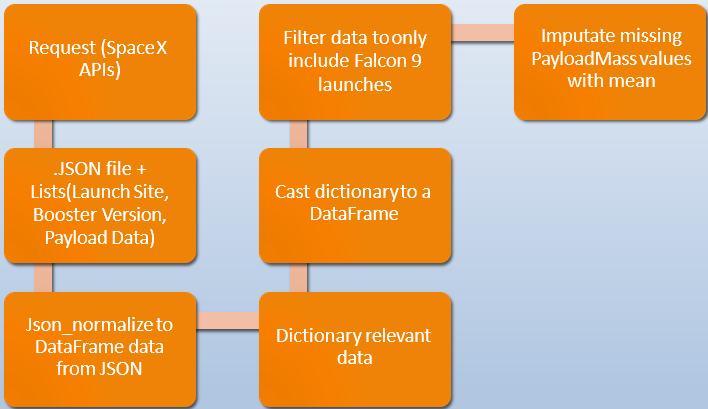 Request (SpaceX
APIs)
.JSON file +
Lists(Launch Site,
Booster Version,
Payload Data)
Json_normalize to
DataFrame data
from JSON
Dictionary relevant
data
Cast dictionary to a
DataFrame
Filter data to only
include Falcon 9
launches
Imputate missing
PayloadMass values
with mean